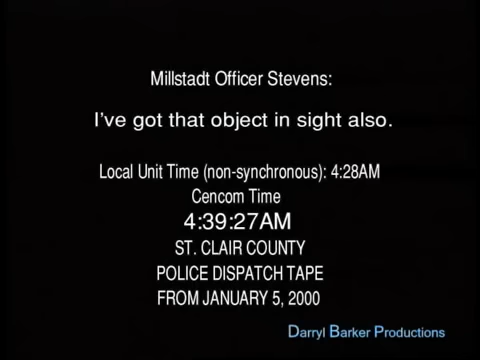 Millstadt Officer Stevens:
I've got that object in sight also.
Local Unit Time (non-synchronous): 4:28AM
Cencom Time
4:39:27AM
ST. CLAIR COUNTY
POLICE DISPATCH TAPE
FROM JANUARY 5, 2000
Darryl Barker Productions